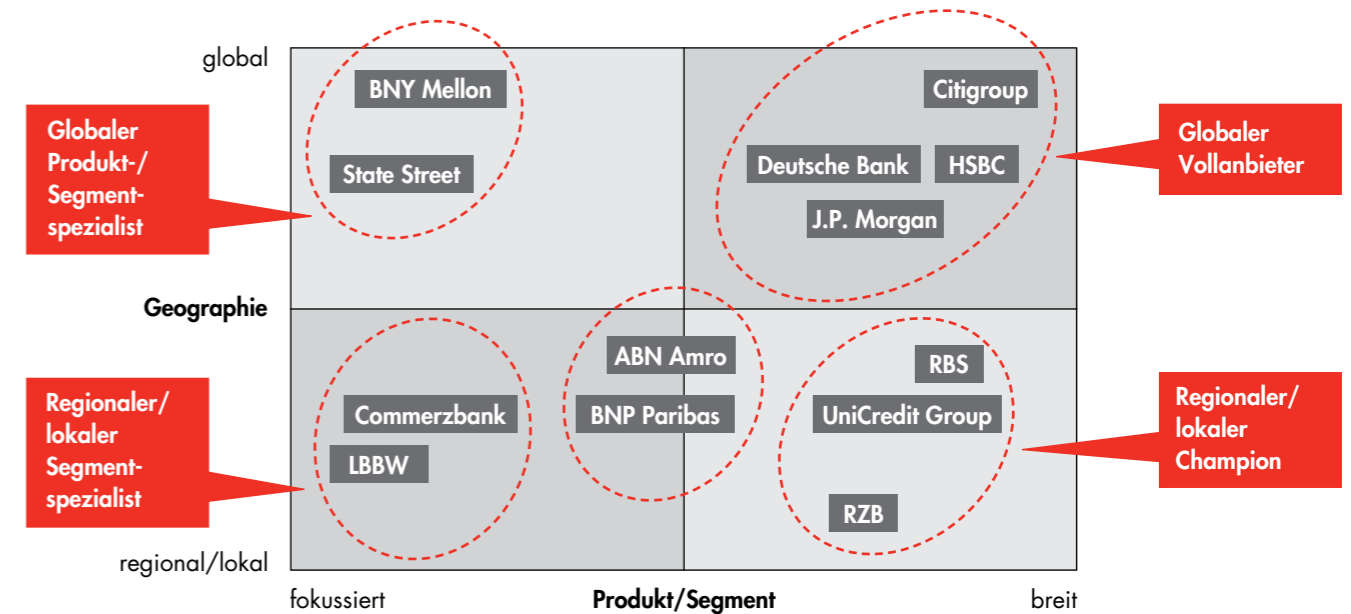 global
BNY Mellon
Citigroup
Globaler
Produkt-/
Segment-
spezialist
Globaler
Vollanbieter
State Street
Deutsche Bank
HSBC
J.P. Morgan
Geographie
ABN Amro
RBS
Regionaler/
lokaler
Segment-
spezialist
Commerzbank
BNP Paribas
UniCredit Group
Regionaler/
lokaler
Champion
LBBW
RZB
regional/lokal
fokussiert
Produkt/Segment
breit